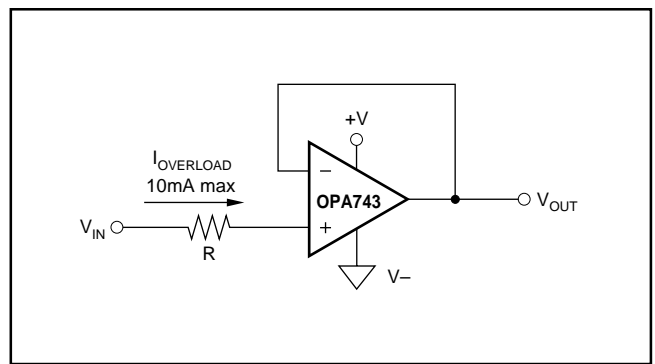 +V
I_OVERLOAD
10mA max
–
OPA743
V_OUT
V_IN
+
R
V–